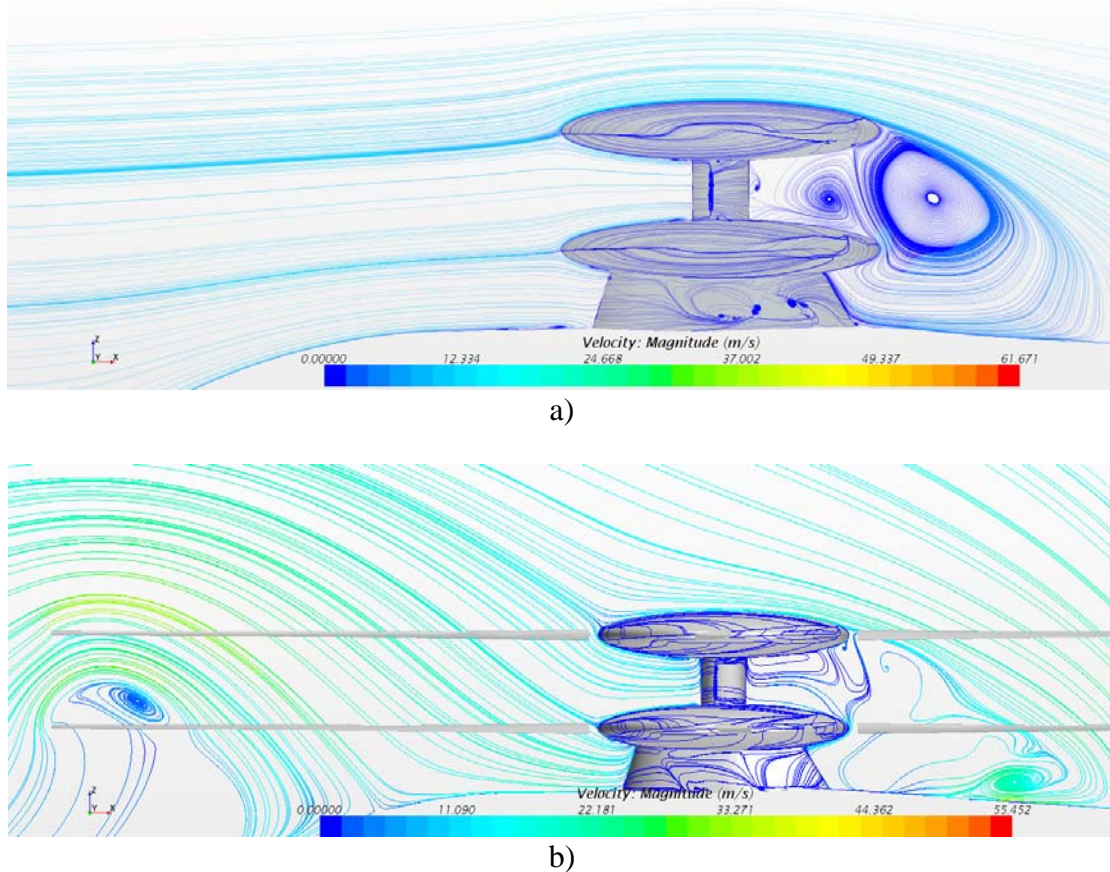 Z
Y X
Velocity: Magnitude (m/s)
0.00000 12.334 24.668 37.002 49.337 61.671
a)
Z
Y X
Velocity: Magnitude (m/s)
0.00000 11.090 22.181 33.271 44.362 55.452
b)